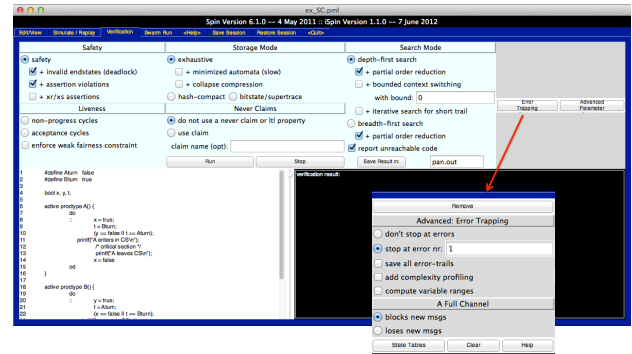 ex_SC.pml
Spin Version 6.1.0 -- 4 May 2011 :: iSpin Version 1.1.0 -- 7 June 2012
Edit/View Simulate / Replay Verification Swarm Run <Help> Save Session Restore Session <Quit>
Safety Storage Mode Search Mode
safety exhaustive depth-first search
+ invalid endstates (deadlock) + minimized automata (slow) + partial order reduction
+ assertion violations + collapse compression + bounded context switching
+ xr/xs assertions hash-compact bitstate/supertrace with bound: 0
Error Trapping Advanced Parameter
Liveness Never Claims + iterative search for short trail
non-progress cycles do not use a never claim or ltl property breadth-first search
acceptance cycles use claim + partial order reduction
enforce weak fairness constraint claim name (opt): report unreachable code
Run Stop Save Result in: pan.out
1 #define Aturn false
2 #define Bturn true
3
4 bool x, y, t;
5
6 active proctype A() {
7 do
8 :: x = true;
9 t = Bturn;
10 (y == false || t == Aturn);
11 printf("A enters in CS\n");
12 /* critical section */
13 printf("A leaves CS\n");
14 x = false
15 od
16 }
17
18 active proctype B() {
19 do
20 :: y = true;
21 t = Aturn;
22 (x == false || t == Bturn);
verification result:
Remove
Advanced: Error Trapping
don't stop at errors
stop at error nr: 1
save all error-trails
add complexity profiling
compute variable ranges
A Full Channel
blocks new msgs
loses new msgs
State Tables Clear Help